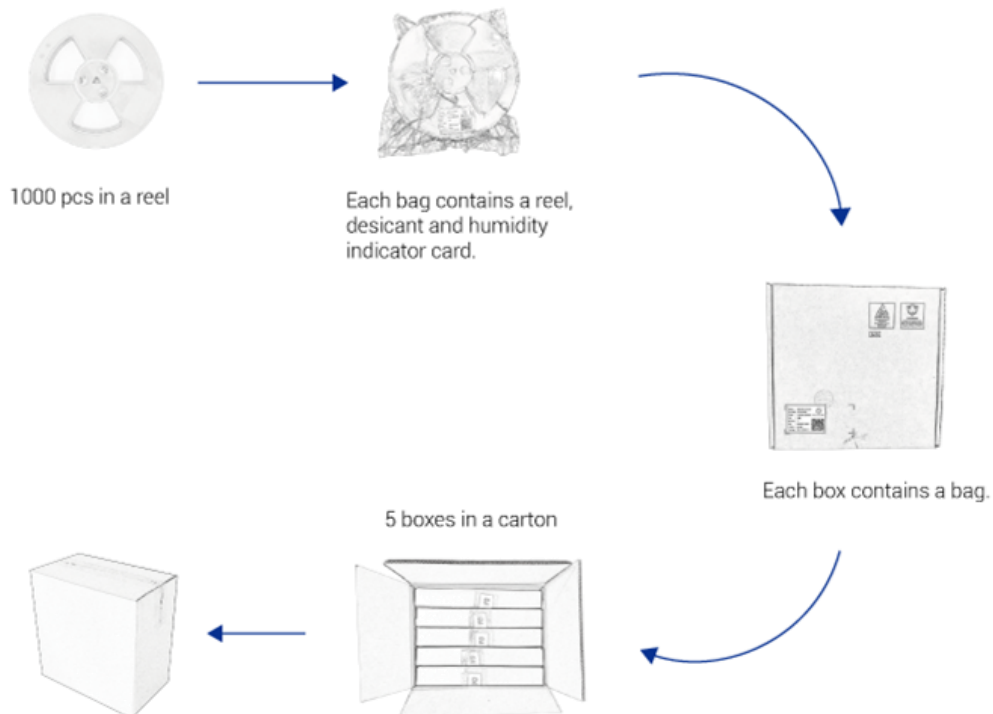 1000 pcs in a reel
Each bag contains a reel,
desicant and humidity
indicator card.
Each box contains a bag.
5 boxes in a carton